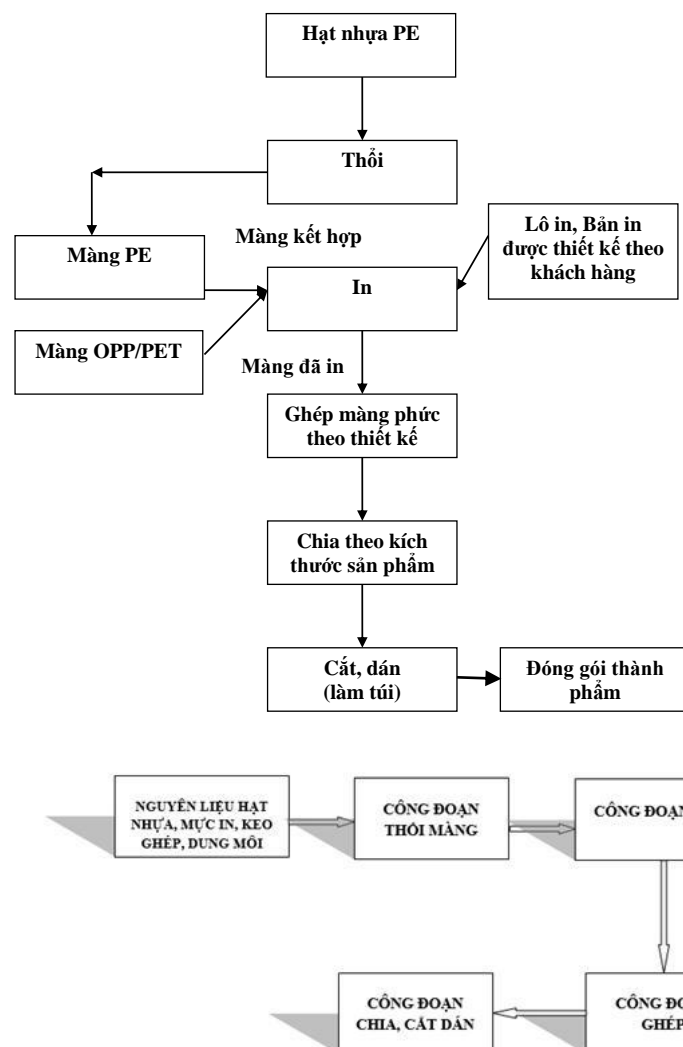 Hạt nhựa PE
Thổi
Màng PE
Màng kết hợp
Lô in, Bản in
được thiết kế theo
khách hàng
In
Màng OPP/PET
Màng đã in
Ghép màng phức
theo thiết kế
Chia theo kích
thước sản phẩm
Cắt, dán
(làm túi)
Đóng gói thành
phẩm
NGUYÊN LIỆU HẠT
NHỰA, MỰC IN, KEO
GHÉP, DUNG MÔI
CÔNG ĐOẠN
THỔI MÀNG
CÔNG ĐOẠN
CÔNG ĐOẠN
CHIA, CẮT DÁN
CÔNG
GHÉP